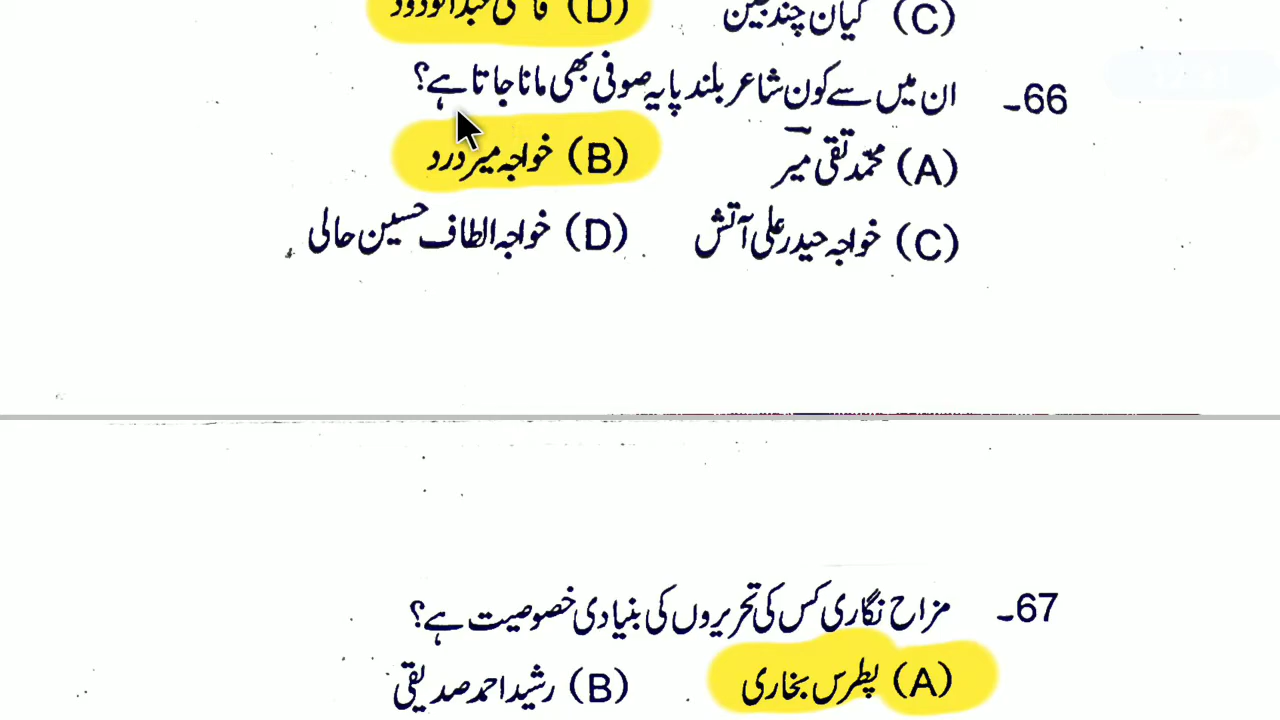 (C) گیان چند جین (D) قاضی عبدالودود
66۔ ان میں سے کون شاعر بلند پایہ صوفی بھی مانا جاتا ہے؟
(A) محمد تقی میر (B) خواجہ میر درد
(C) خواجہ حیدر علی آتش (D) خواجہ الطاف حسین حالی
67۔ مزاح نگاری کس کی تحریروں کی بنیادی خصوصیت ہے؟
(A) پطرس بخاری (B) رشید احمد صدیقی